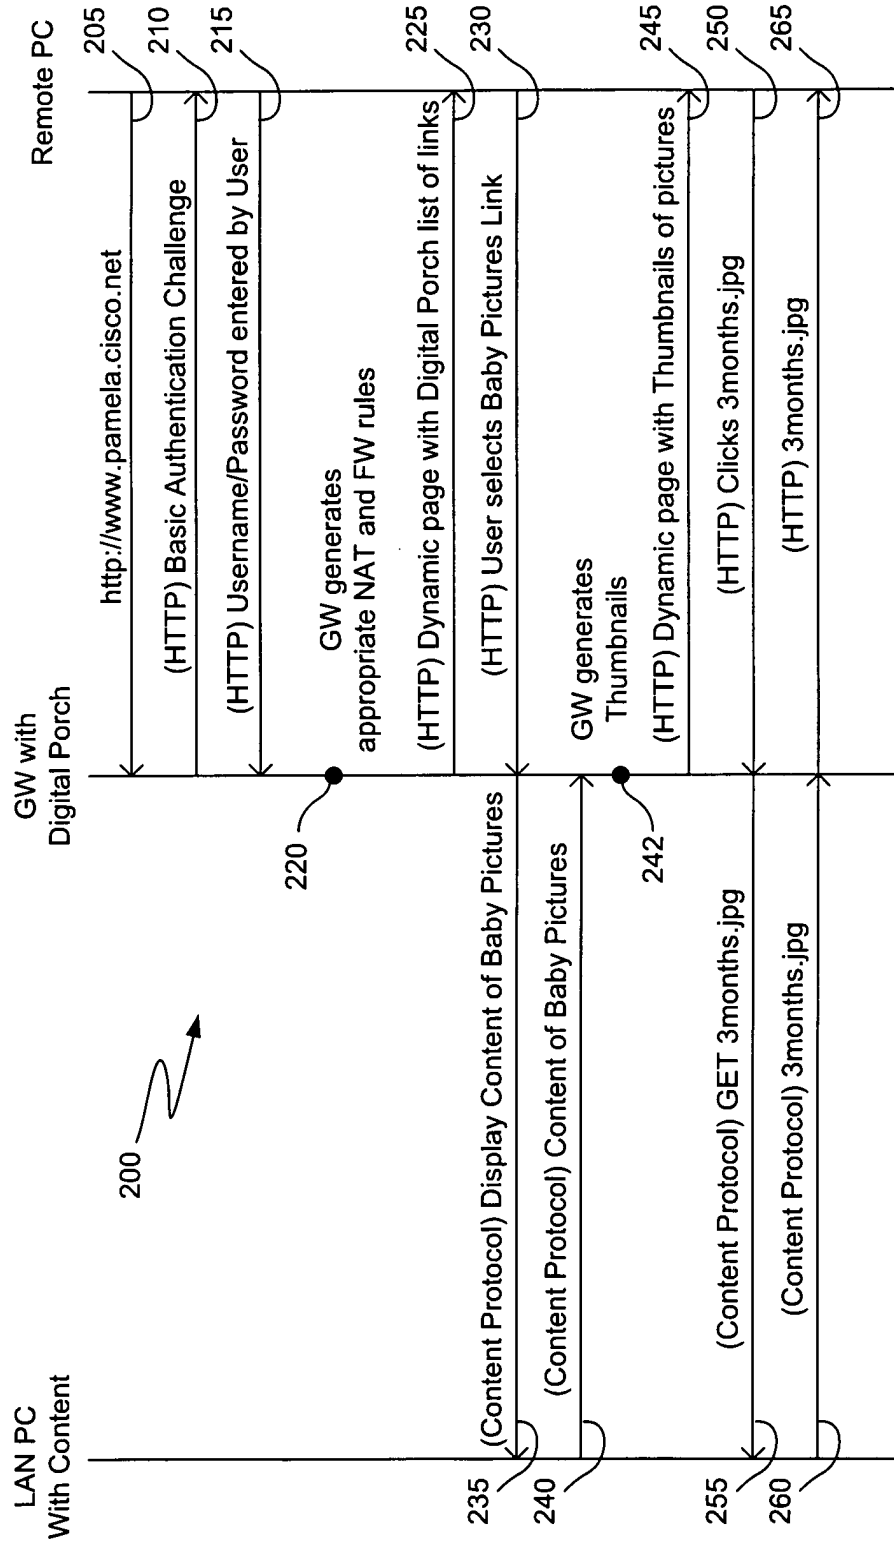 LAN PC
With Content
GW with
Digital Porch
Remote PC
200
http://www.pamela.cisco.net
205
(HTTP) Basic Authentication Challenge
210
(HTTP) Username/Password entered by User
215
220
GW generates
appropriate NAT and FW rules
(HTTP) Dynamic page with Digital Porch list of links
225
(HTTP) User selects Baby Pictures Link
230
(Content Protocol) Display Content of Baby Pictures
235
(Content Protocol) Content of Baby Pictures
240
242
GW generates
Thumbnails
(HTTP) Dynamic page with Thumbnails of pictures
245
(HTTP) Clicks 3months.jpg
250
(Content Protocol) GET 3months.jpg
255
(Content Protocol) 3months.jpg
260
(HTTP) 3months.jpg
265